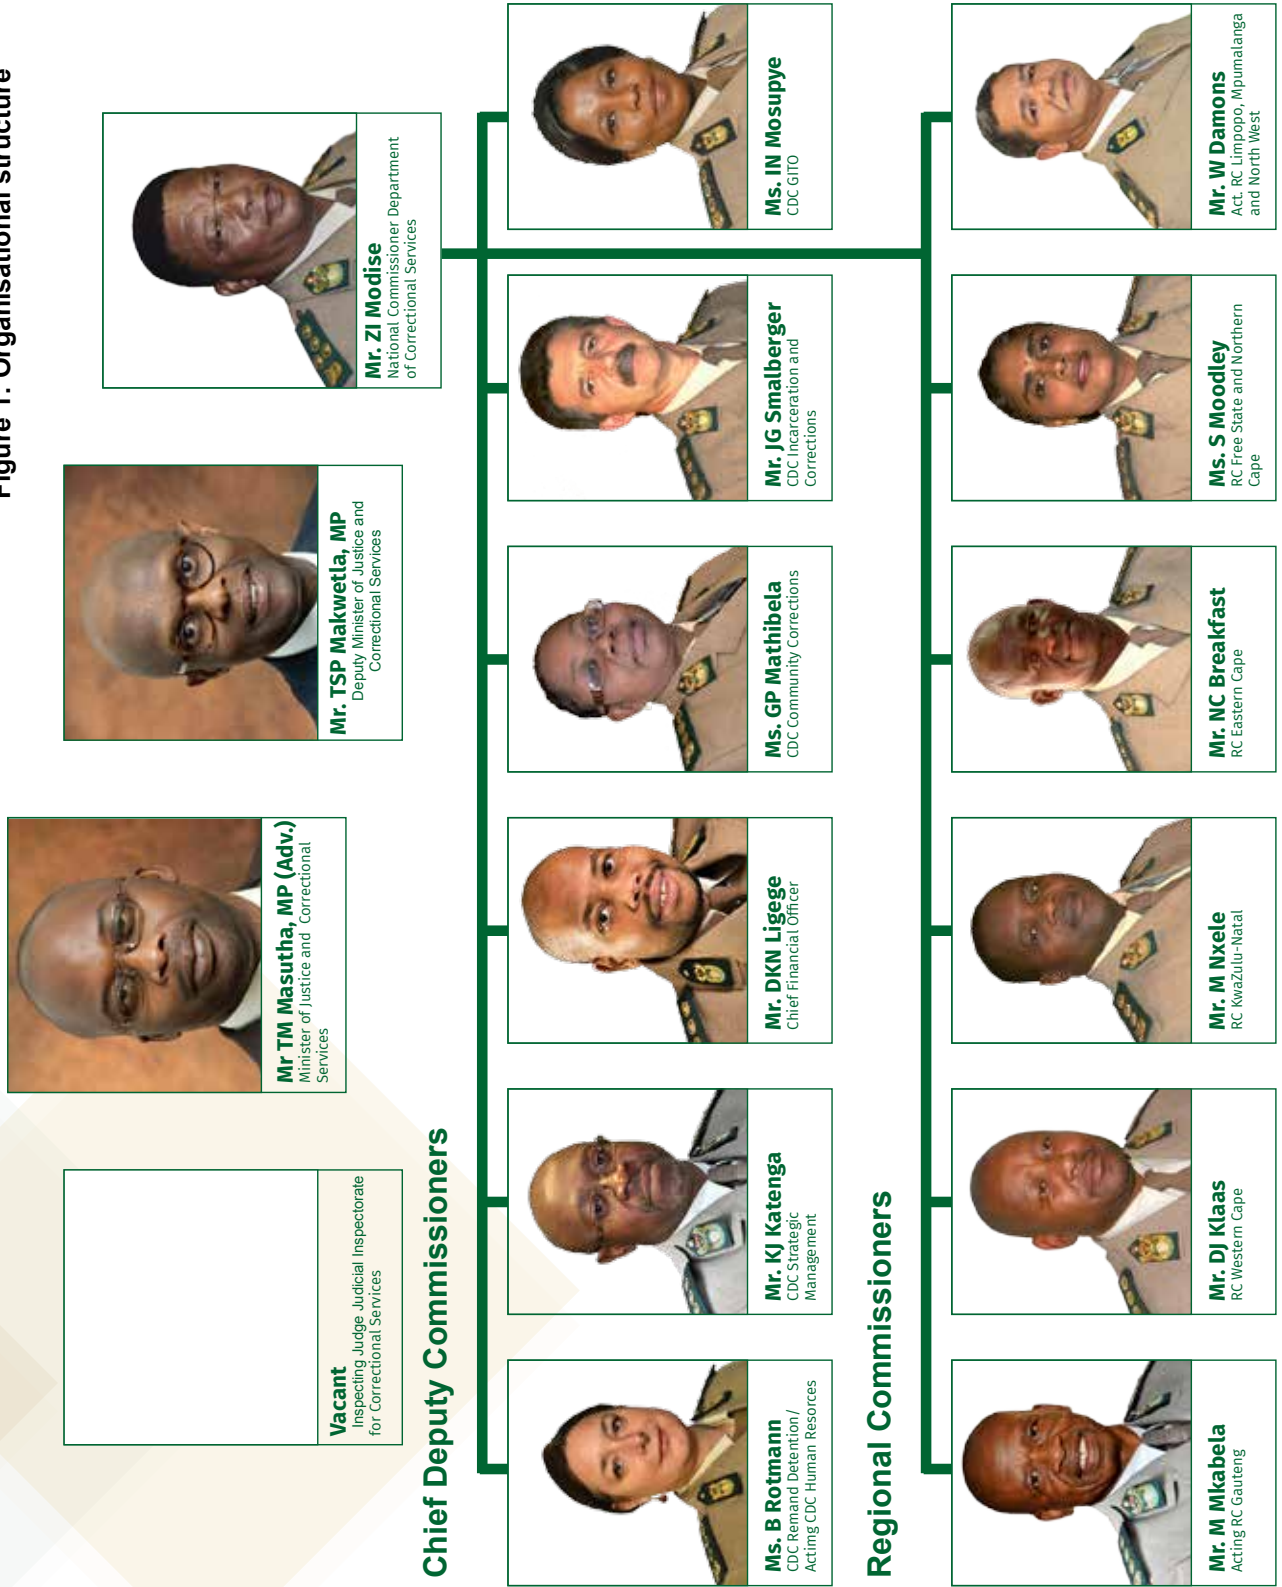 Figure 1: Organisational structure
Vacant
Inspecting Judge Judicial Inspectorate
for Correctional Services
Mr TM Masutha, MP (Adv.)
Minister of Justice and Correctional
Services
Mr. TSP Makwetla, MP
Deputy Minister of Justice and
Correctional Services
Mr. ZI Modise
National Commissioner Department
of Correctional Services
Chief Deputy Commissioners
Ms. B Rotmann
CDC Remand Detention/
Actimg CDC Human Resorces
Mr. KJ Katenga
CDC Strategic
Management
Mr. DKN Ligege
Chief Financial Officer
Ms. GP Mathibela
CDC Community Corrections
Mr. JG Smalberger
CDC Incarceration and
Corrections
Ms. IN Mosupye
CDC GITO
Regional Commissioners
Mr. M Mkabela
Acting RC Gauteng
Mr. DJ Klaas
RC Western Cape
Mr. M Nxele
RC KwaZulu-Natal
Mr. NC Breakfast
RC Eastern Cape
Ms. S Moodley
RC Free State and Northern
Cape
Mr. W Damons
Act. RC Limpopo, Mpumalanga
and North West